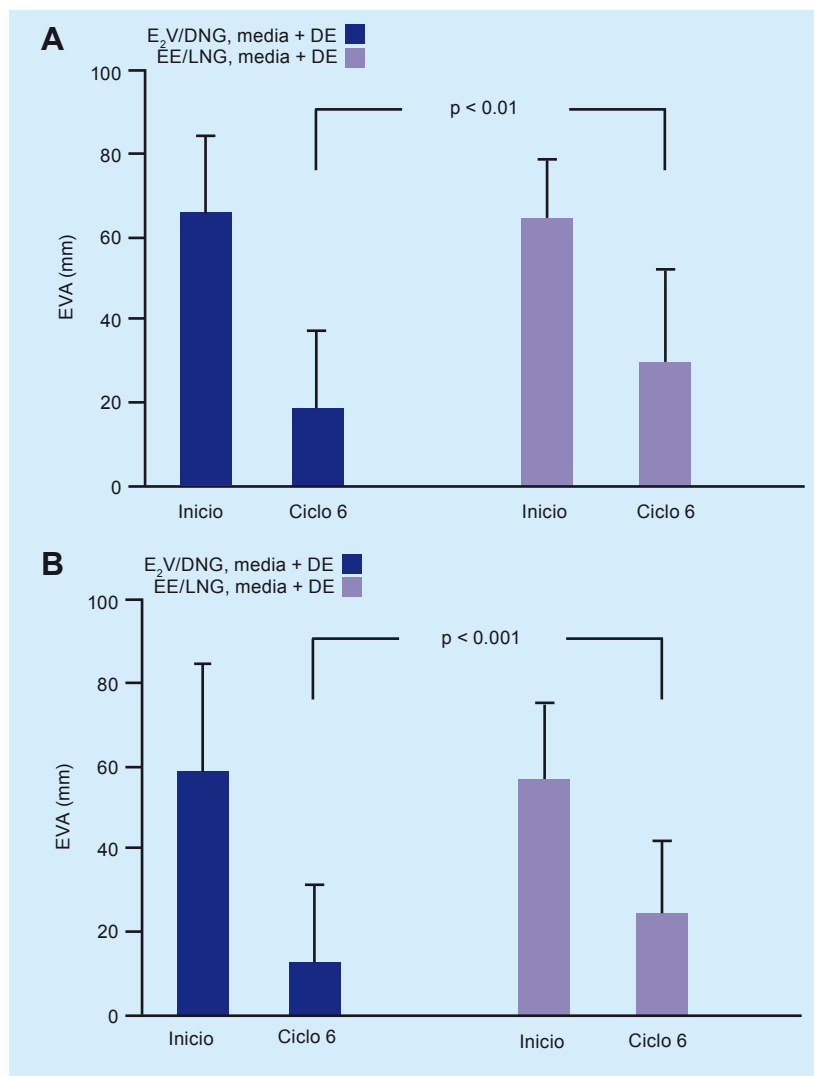 A
E₂V/DNG, media + DE
EE/LNG, media + DE
100
80
60
40
20
0
EVA (mm)
p < 0.01
Inicio
Ciclo 6
Inicio
Ciclo 6
B
E₂V/DNG, media + DE
EE/LNG, media + DE
100
80
60
40
20
0
EVA (mm)
p < 0.001
Inicio
Ciclo 6
Inicio
Ciclo 6